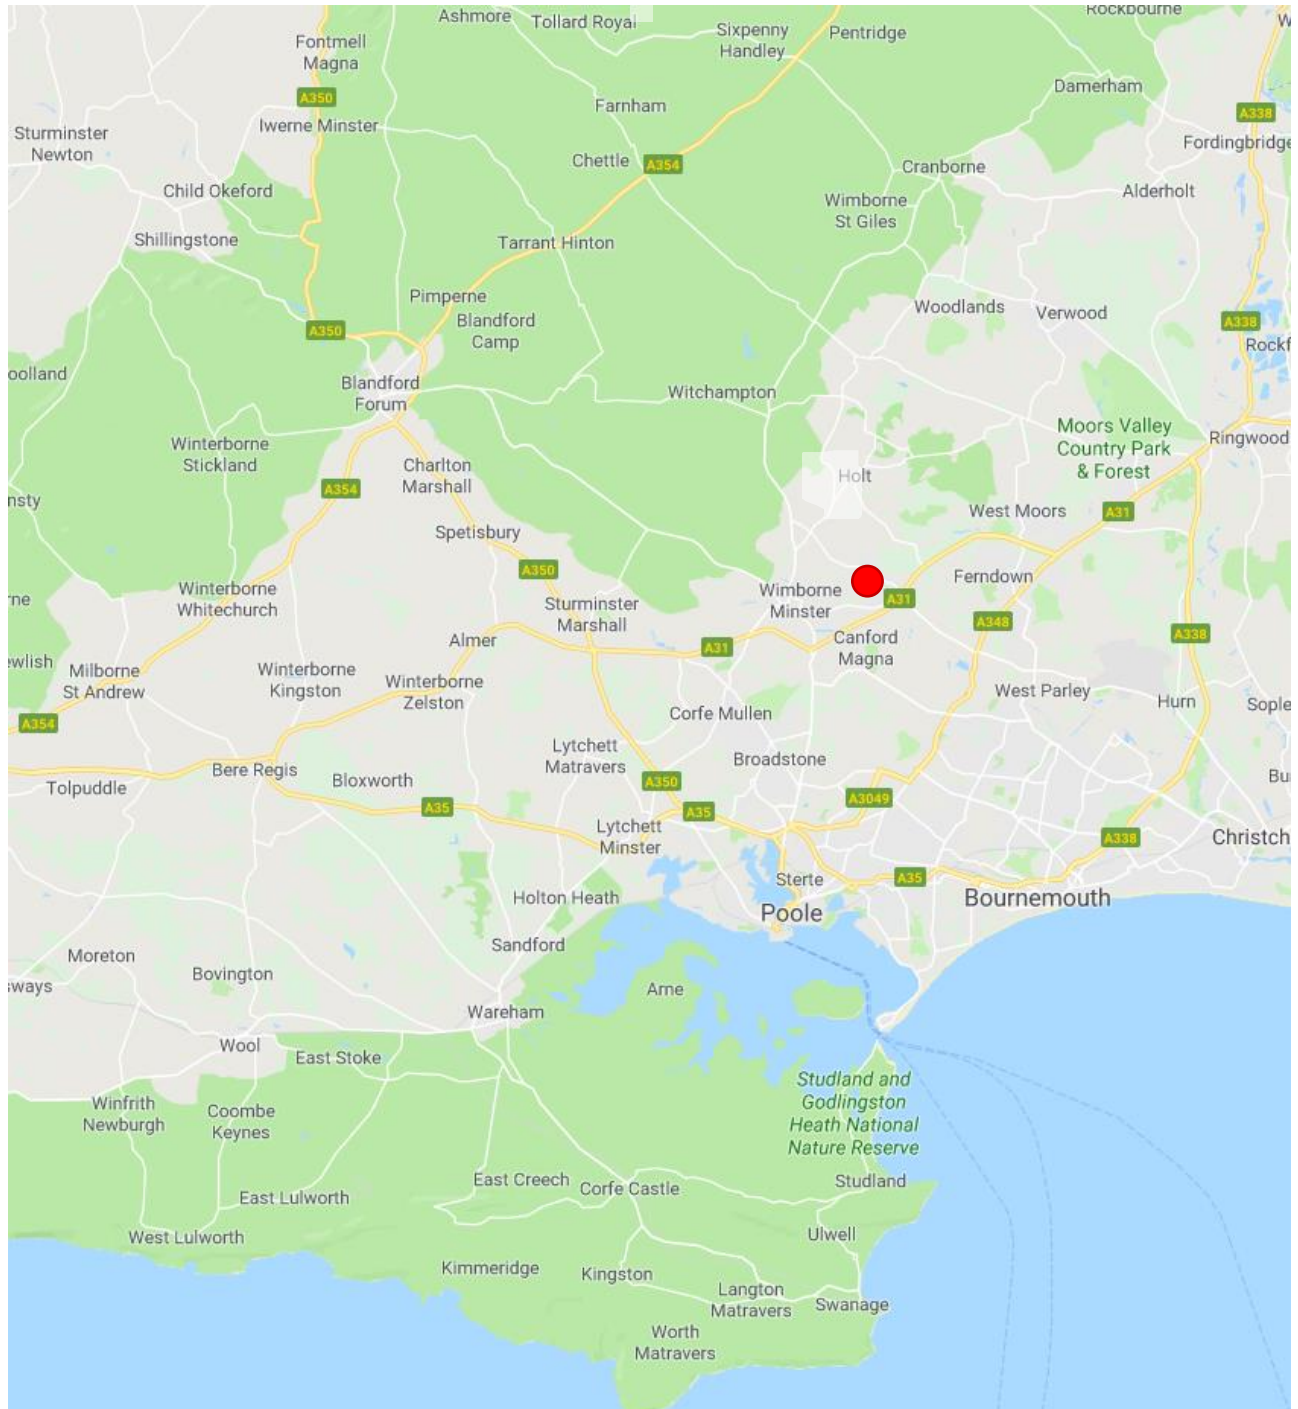 Ashmore
Tollard Royal
Rockbourne
Sixpenny
Handley
Pentridge
Fontmell
Magna
Damerham
A350
Farnham
A338
Iwerne Minster
Sturminster
Newton
Fordingbridge
Chettle
A354
Cranborne
Child Okeford
Alderholt
Wimborne
St Giles
Shillingstone
Tarrant Hinton
Pimperne
Woodlands
Verwood
Blandford
Camp
A350
A338
Rockf
oolland
Blandford
Forum
Witchampton
Moors Valley
Country Park
& Forest
Ringwood
Winterborne
Stickland
Charlton
Marshall
Holt
A354
nsty
West Moors
A31
Spetisbury
A350
Ferndown
Winterborne
Whitechurch
Wimborne
Minster
A31
rne
Sturminster
Marshall
A348
A338
Almer
A31
Canford
Magna
ewlish
Milborne
St Andrew
Winterborne
Kingston
Winterborne
Zelston
West Parley
Hurn
Sople
Corfe Mullen
A354
Lytchett
Matravers
Broadstone
Bere Regis
Bloxworth
Tolpuddle
A350
Bu
A3049
A35
A35
Lytchett
Minster
A338
Christch
Sterte
A35
Holton Heath
Poole
Bournemouth
Sandford
Moreton
Bovington
sways
Arne
Wareham
Wool
East Stoke
Studland and
Godlingston
Heath National
Nature Reserve
Winfrith
Newburgh
Coombe
Keynes
East Creech
Corfe Castle
Studland
East Lulworth
West Lulworth
Ulwell
Kimmeridge
Kingston
Langton
Matravers
Swanage
Worth
Matravers